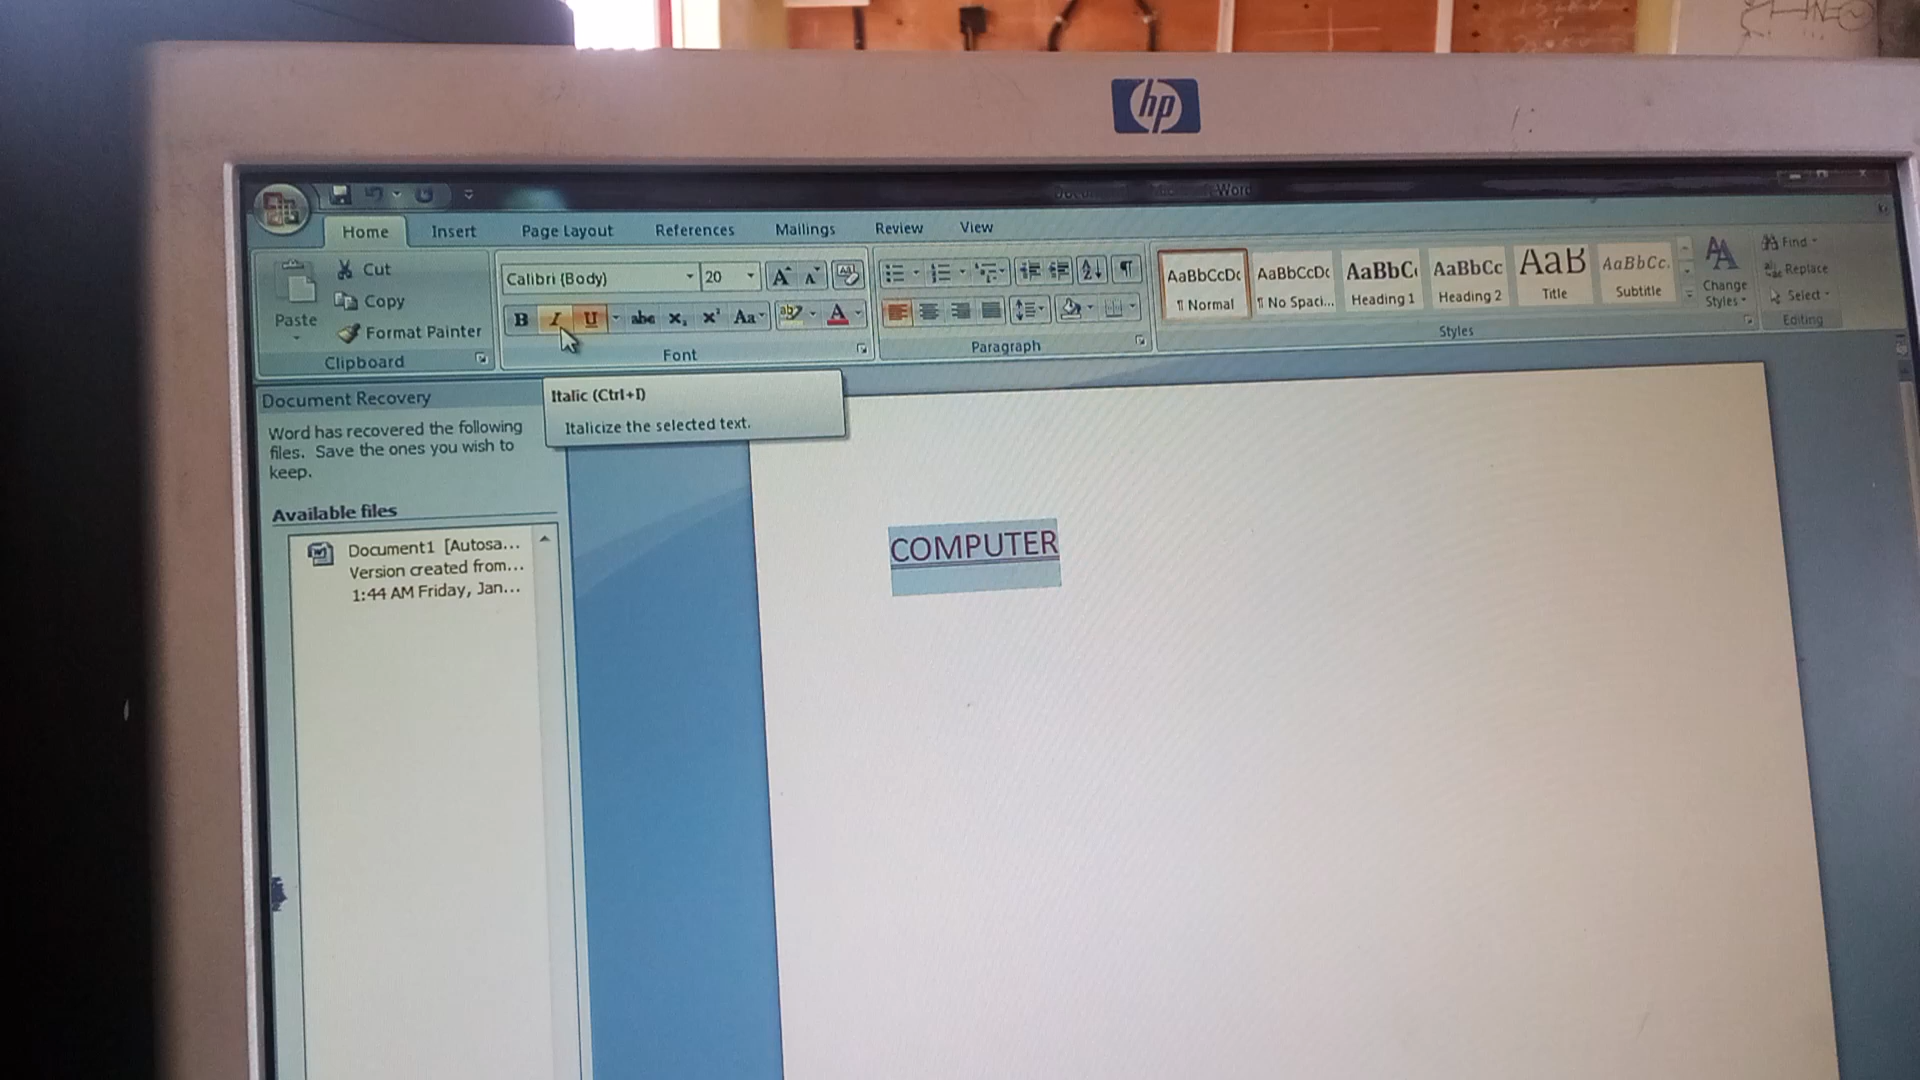 hp
Word
Home Insert Page Layout References Mailings Review View
Cut
Copy
Format Painter
Paste
Clipboard
Calibri (Body) 20
B I U abc x, x² Aa A
Font
Paragraph
AaBbCcDc AaBbCcDc AaBbC AaBbCc AaB AaBbCc.
¶ Normal ¶ No Spaci... Heading 1 Heading 2 Title Subtitle
Change
Styles
Styles
Find
Replace
Select
Editing
Italic (Ctrl+I)
Italicize the selected text.
Document Recovery
Word has recovered the following
files. Save the ones you wish to
keep.
Available files
Document1 [Autosa...
Version created from...
1:44 AM Friday, Jan...
COMPUTER